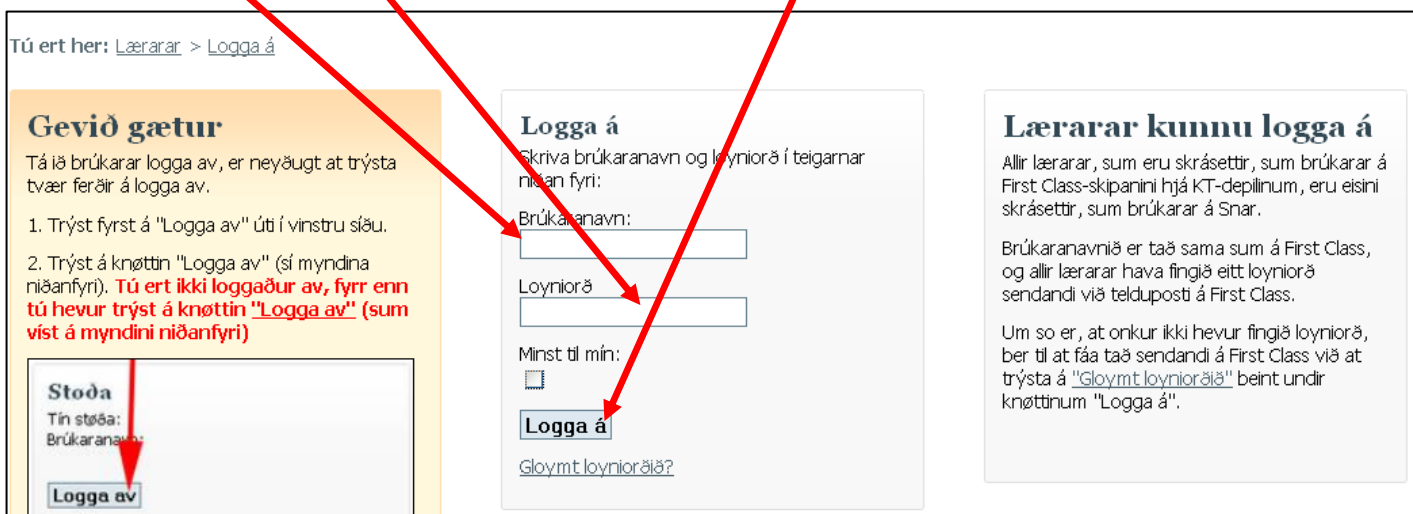 Tú ert her: Lærarar > Logga á
Gevið gætur
Tá ið brúkarar logga av, er neyðugt at trýsta
tvær ferðir á logga av.
1. Trýst fyrst á "Logga av" úti í vinstru síðu.
2. Trýst á knøttin "Logga av" (sí myndina
niðanfyri). Tú ert ikki loggaður av, fyrr enn
tú hevur trýst á knøttin "Logga av" (sum
víst á myndini niðanfyri)
Støða
Tín støða:
Brúkaranavn:
Logga av
Logga á
Skriva brúkaranavn og loyniorð í teigarnar
niðan fyri:
Brúkaranavn:
Loyniorð
Minst til mín:
Logga á
Gloymt loyniorðið?
Lærarar kunnu logga á
Allir lærarar, sum eru skrásettir, sum brúkarar á
First Class-skipanini hjá KT-depilinum, eru eisini
skrásettir, sum brúkarar á Snar.
Brúkaranavnið er tað sama sum á First Class,
og allir lærarar hava fingið eitt loyniorð
sendandi við telduposti á First Class.
Um so er, at onkur ikki hevur fingið loyniorð,
ber til at fáa tað sendandi á First Class við at
trýsta á "Gloymt loyniorðið" beint undir
knøttinum "Logga á".